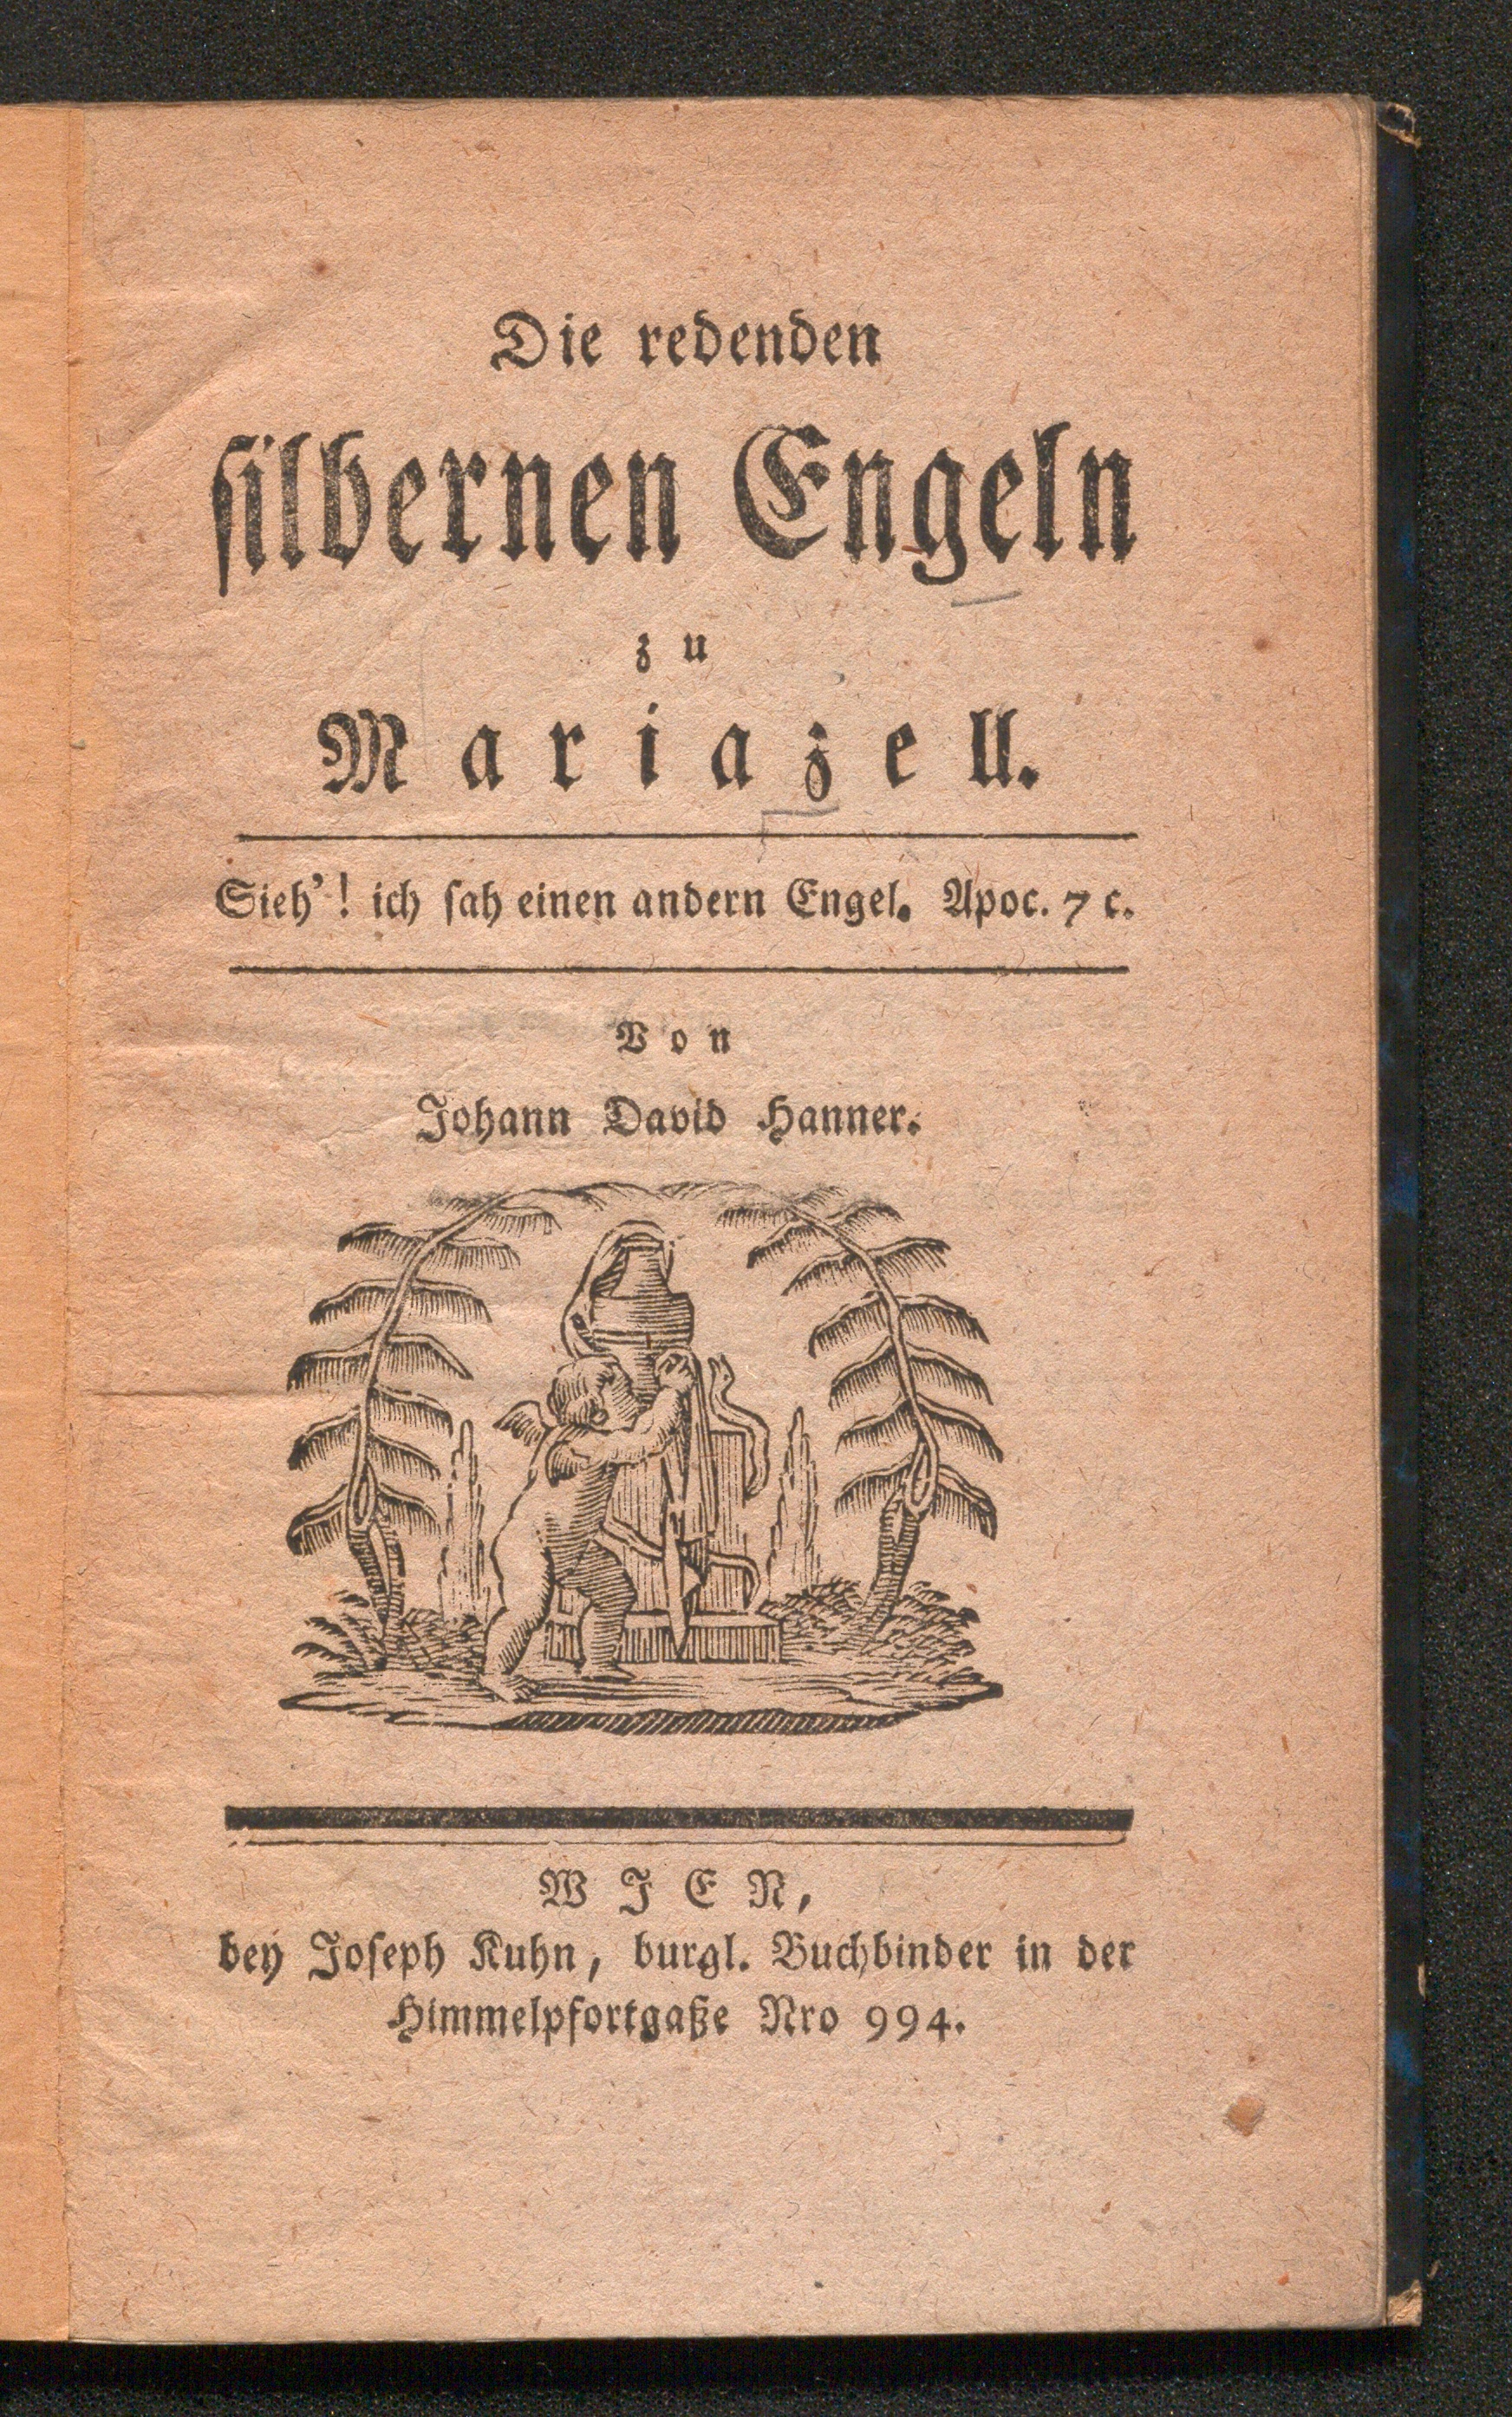 Die redenden
silbernen Engeln
zu
Mariazell.
Sieh'! ich sah einen andern Engel. Apoc. 7 c.
Von
Johann David Hanner.
WIEN,
bey Joseph Kuhn, burgl. Buchbinder in der
Himmelpfortgaße Nro 994.